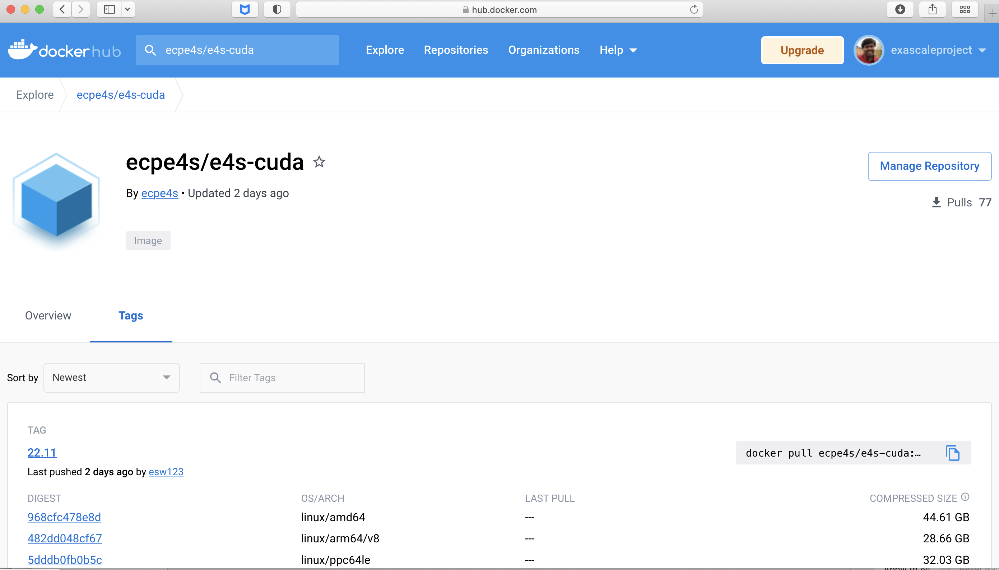 hub.docker.com
dockerhub
ecpe4s/e4s-cuda
Explore
Repositories
Organizations
Help
Upgrade
exascaleproject
Explore
ecpe4s/e4s-cuda
ecpe4s/e4s-cuda
Manage Repository
By ecpe4s • Updated 2 days ago
Pulls 77
Image
Overview
Tags
Sort by
Newest
Filter Tags
TAG
22.11
docker pull ecpe4s/e4s-cuda:…
Last pushed 2 days ago by esw123
DIGEST OS/ARCH LAST PULL COMPRESSED SIZE
968cfc478e8d linux/amd64 --- 44.61 GB
482dd048cf67 linux/arm64/v8 --- 28.66 GB
5dddb0fb0b5c linux/ppc64le --- 32.03 GB